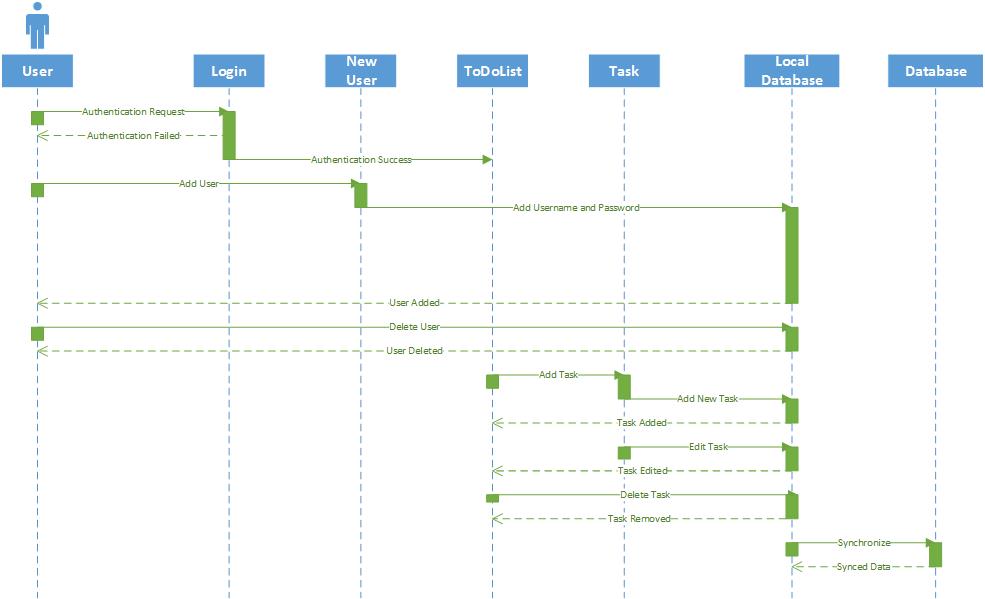 User
Login
New
User
ToDoList
Task
Local
Database
Database
Authentication Request
Authentication Failed
Authentication Success
Add User
Add Username and Password
User Added
Delete User
User Deleted
Add Task
Add New Task
Task Added
Edit Task
Task Edited
Delete Task
Task Removed
Synchronize
Synced Data